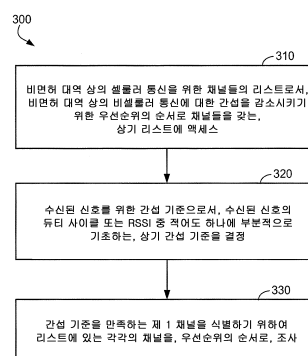 300
310
비면허 대역 상의 셀룰러 통신을 위한 채널들의 리스트로서,
비면허 대역 상의 비셀룰러 통신에 대한 간섭을 감소시키기
위한 우선순위의 순서로 채널들을 갖는,
상기 리스트에 액세스
320
수신된 신호를 위한 간섭 기준으로서, 수신된 신호의
듀티 사이클 또는 RSSI 중 적어도 하나에 부분적으로
기초하는, 상기 간섭 기준을 결정
330
간섭 기준을 만족하는 제 1 채널을 식별하기 위하여
리스트에 있는 각각의 채널을, 우선순위의 순서로, 조사